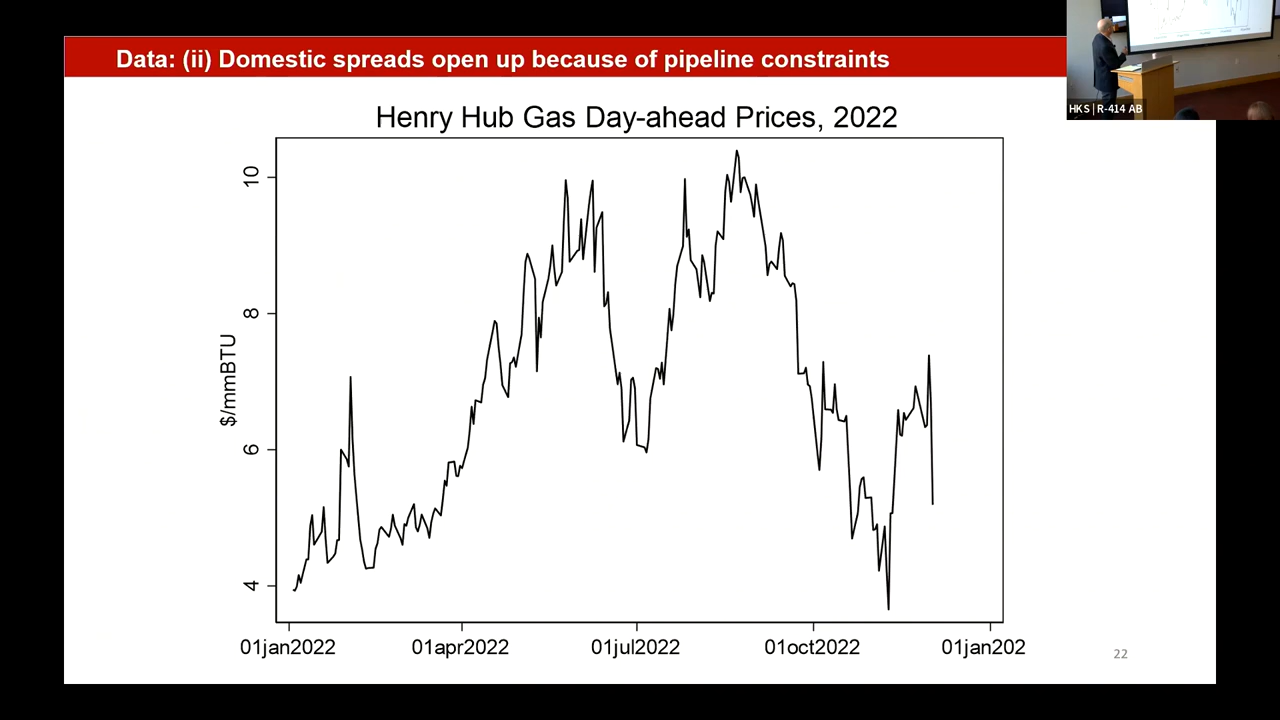 Data: (ii) Domestic spreads open up because of pipeline constraints
HKS | R-414 AB
Henry Hub Gas Day-ahead Prices, 2022
$/mmBTU
10
8
6
4
01jan2022 01apr2022 01jul2022 01oct2022 01jan202
22